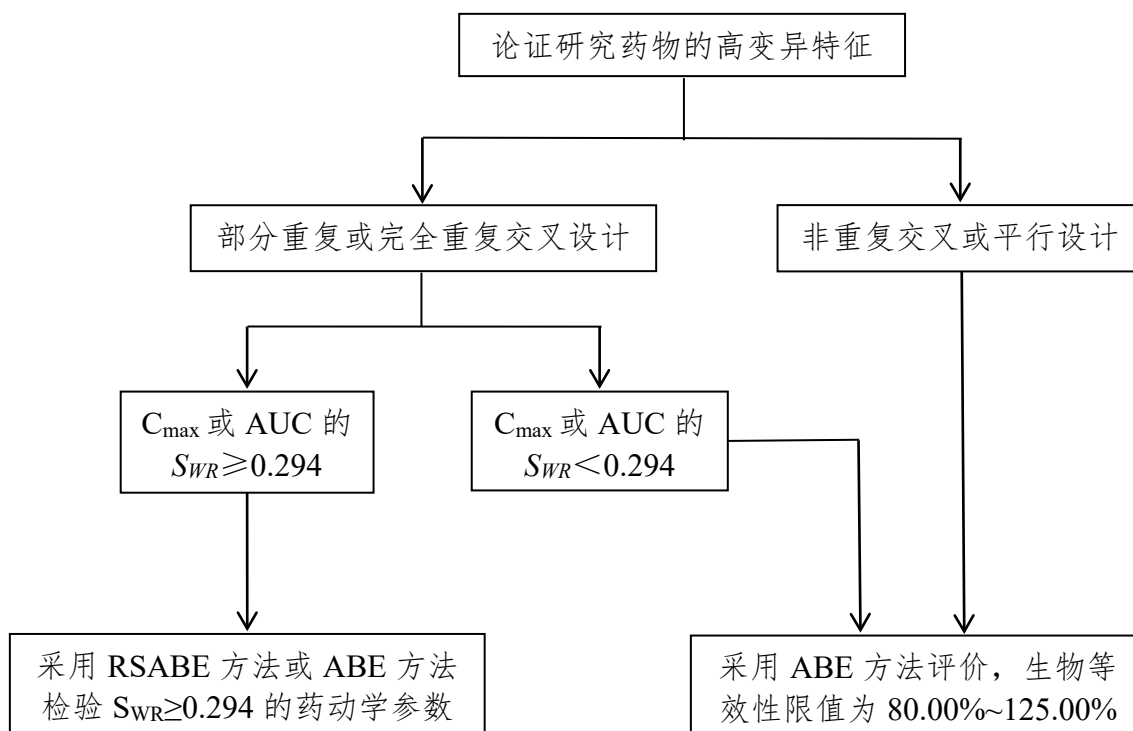 论证研究药物的高变异特征
部分重复或完全重复交叉设计
非重复交叉或平行设计
Cmax 或 AUC 的
SWR≥0.294
Cmax 或 AUC 的
SWR＜0.294
采用 RSABE 方法或 ABE 方法
检验 SWR≥0.294 的药动学参数
采用 ABE 方法评价，生物等
效性限值为 80.00%~125.00%